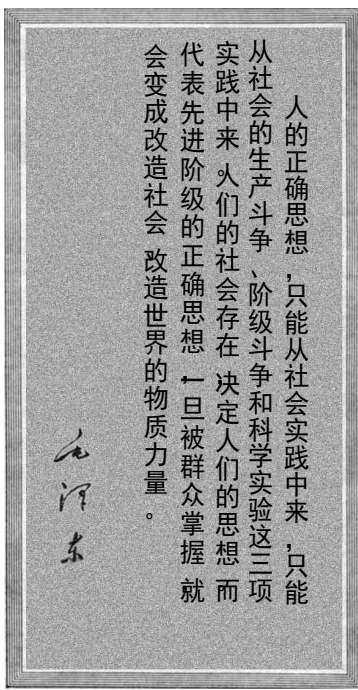 人的正确思想,只能从社会实践中来,只能
从社会的生产斗争、阶级斗争和科学实验这三项
实践中来。人们的社会存在 决定人们的思想 而
代表先进阶级的正确思想 一旦被群众掌握 就
会变成改造社会 改造世界的物质力量。
毛泽东